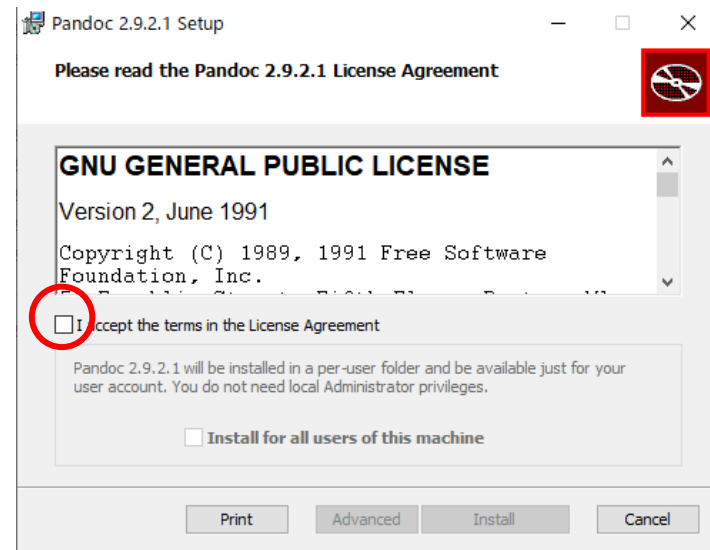 Pandoc 2.9.2.1 Setup
Please read the Pandoc 2.9.2.1 License Agreement
GNU GENERAL PUBLIC LICENSE
Version 2, June 1991
Copyright (C) 1989, 1991 Free Software
Foundation, Inc.
I accept the terms in the License Agreement
Pandoc 2.9.2.1 will be installed in a per-user folder and be available just for your
user account. You do not need local Administrator privileges.
Install for all users of this machine
Print
Advanced
Install
Cancel